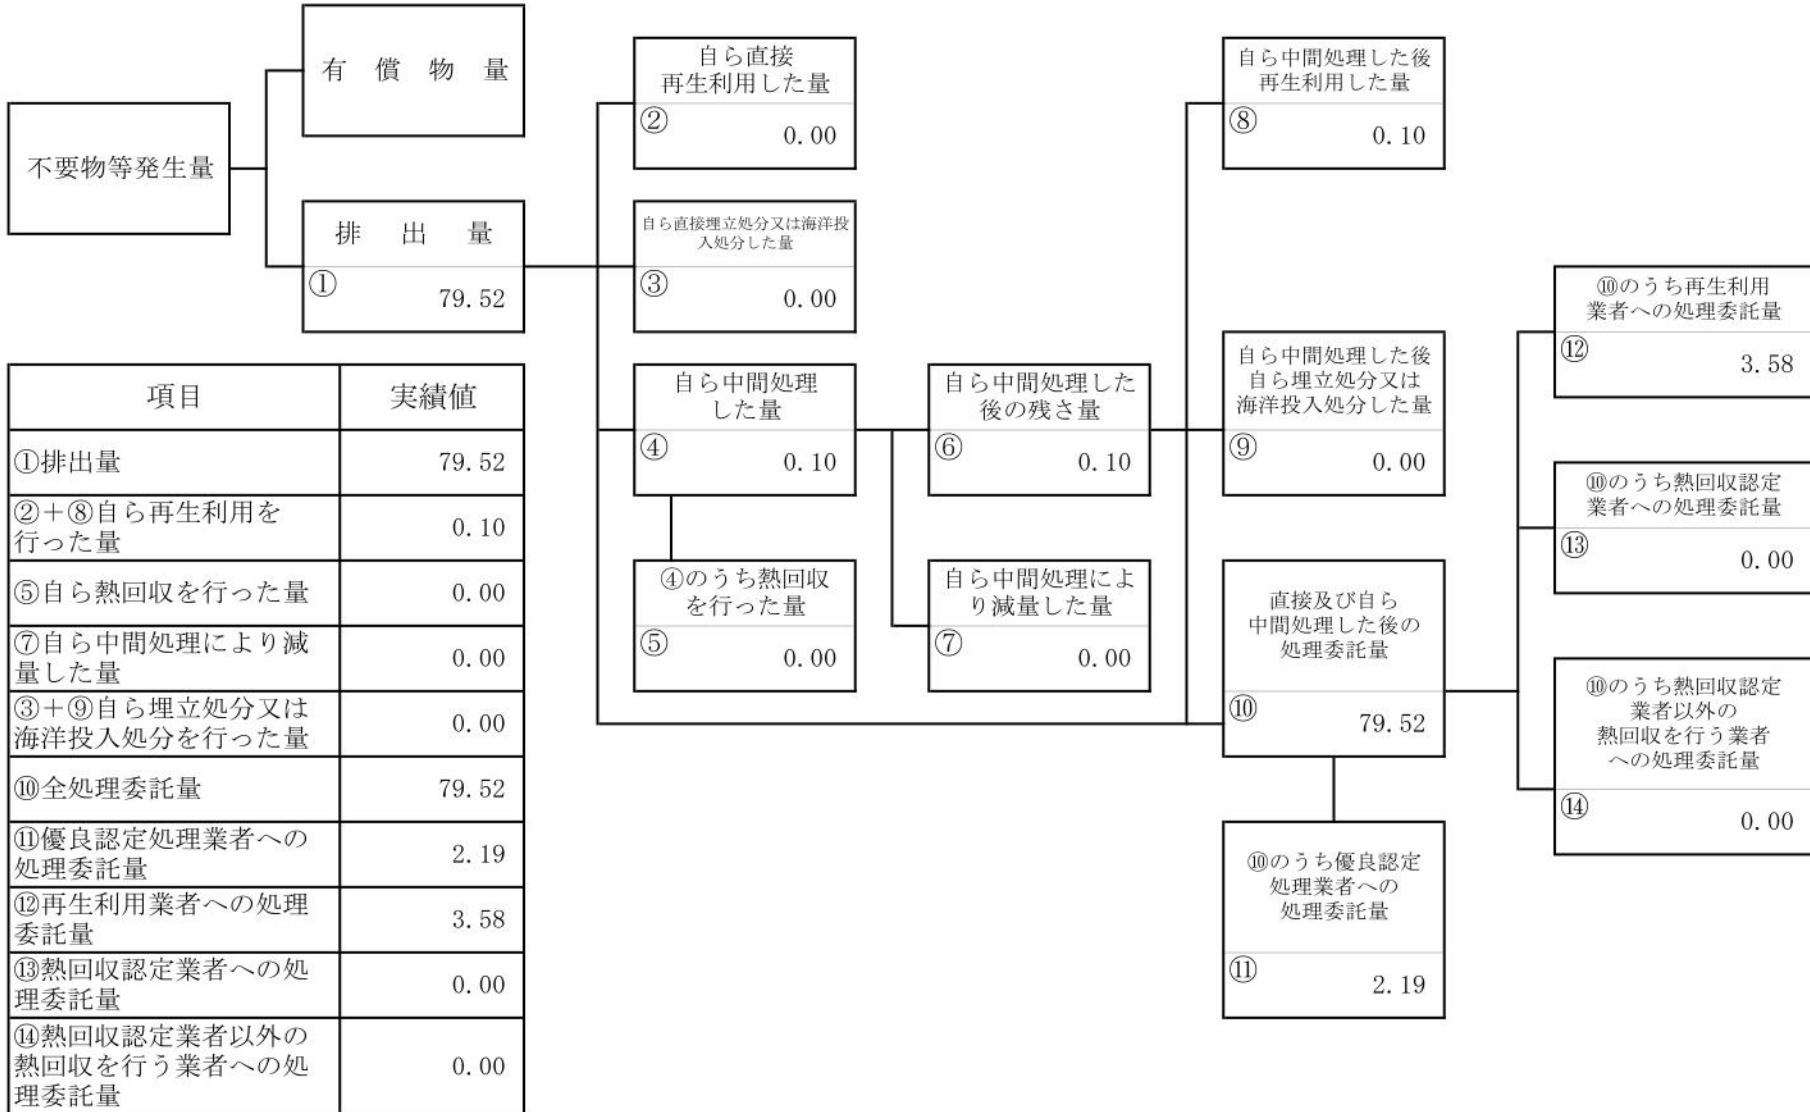 有償物量
不要物等発生量
排出量
①
79.52
自ら直接
再生利用した量
②
0.00
自ら直接埋立処分又は海洋投
入処分した量
③
0.00
自ら中間処理
した量
④
0.10
④のうち熱回収
を行った量
⑤
0.00
自ら中間処理した
後の残さ量
⑥
0.10
自ら中間処理によ
り減量した量
⑦
0.00
自ら中間処理した後
再生利用した量
⑧
0.10
自ら中間処理した後
自ら埋立処分又は
海洋投入処分した量
⑨
0.00
直接及び自ら
中間処理した後の
処理委託量
⑩
79.52
⑩のうち優良認定
処理業者への
処理委託量
⑪
2.19
⑩のうち再生利用
業者への処理委託量
⑫
3.58
⑩のうち熱回収認定
業者への処理委託量
⑬
0.00
⑩のうち熱回収認定
業者以外の
熱回収を行う業者
への処理委託量
⑭
0.00
項目 実績値
①排出量 79.52
②＋⑧自ら再生利用を
行った量 0.10
⑤自ら熱回収を行った量 0.00
⑦自ら中間処理により減
量した量 0.00
③＋⑨自ら埋立処分又は
海洋投入処分を行った量 0.00
⑩全処理委託量 79.52
⑪優良認定処理業者への
処理委託量 2.19
⑫再生利用業者への処理
委託量 3.58
⑬熱回収認定業者への処
理委託量 0.00
⑭熱回収認定業者以外の
熱回収を行う業者への処
理委託量 0.00